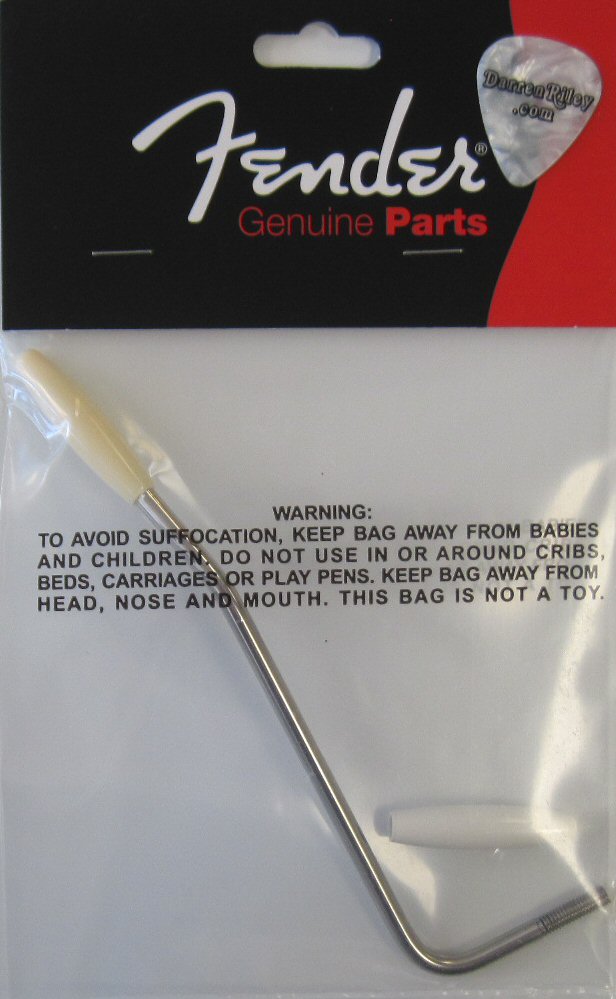 DarrenRiley
.com
Fender®
Genuine Parts
WARNING:
TO AVOID SUFFOCATION, KEEP BAG AWAY FROM BABIES
AND CHILDREN. DO NOT USE IN OR AROUND CRIBS,
BEDS, CARRIAGES OR PLAY PENS. KEEP BAG AWAY FROM
HEAD, NOSE AND MOUTH. THIS BAG IS NOT A TOY.